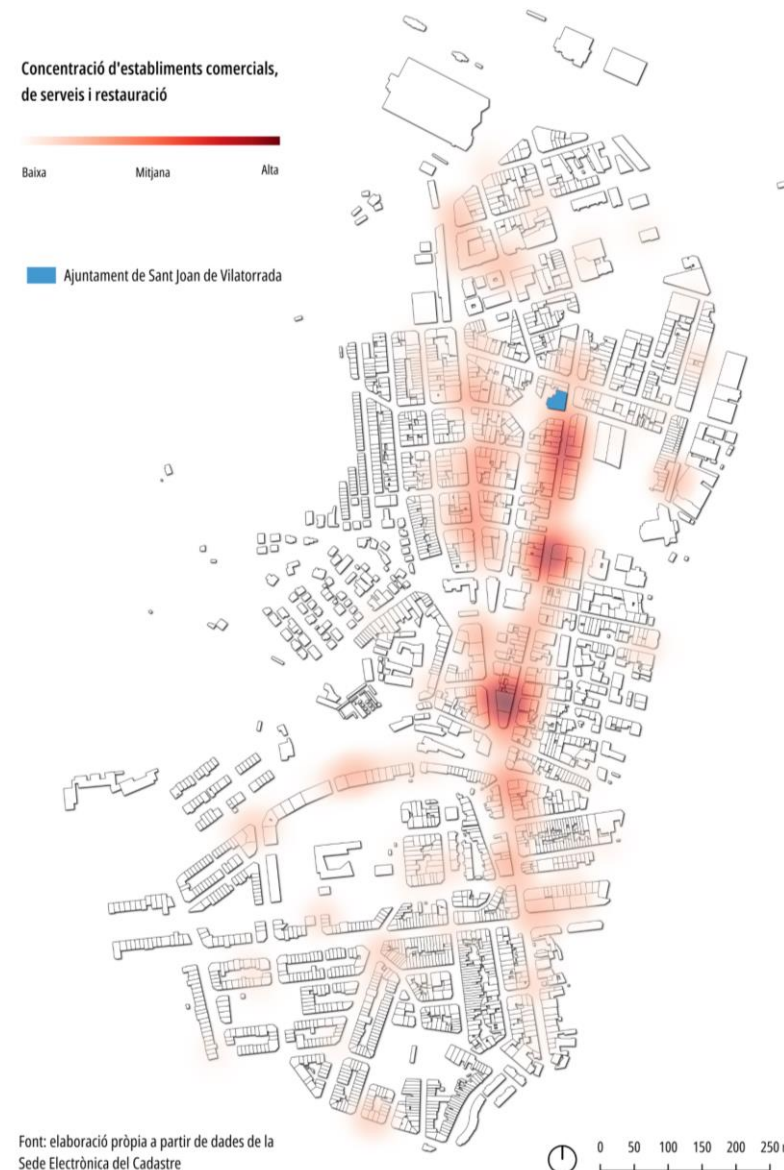 Concentració d'establiments comercials,
de serveis i restauració
Baixa Mitjana Alta
Ajuntament de Sant Joan de Vilatorrada
Font: elaboració pròpia a partir de dades de la
Sede Electrònica del Cadastre
0 50 100 150 200 250